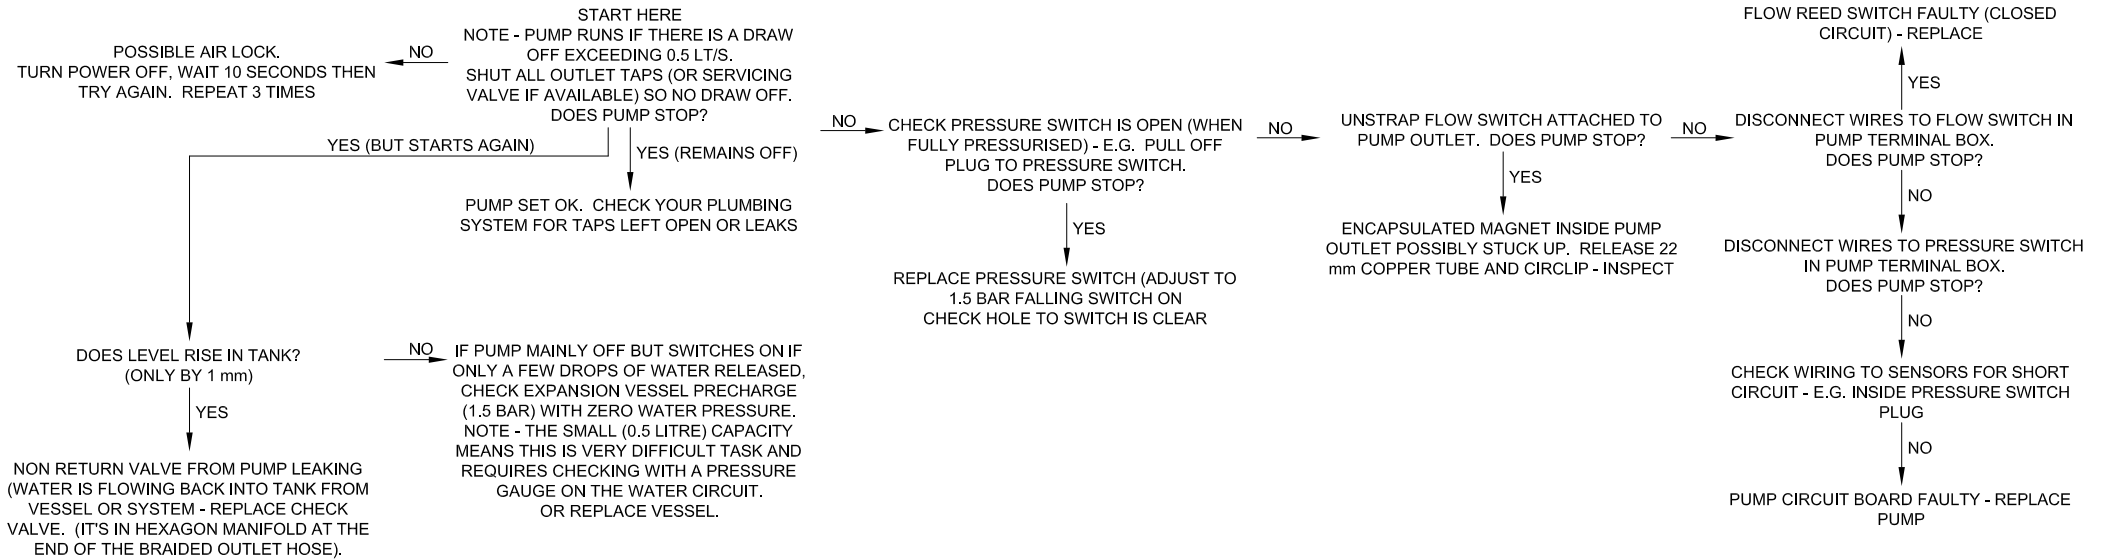 START HERE
NOTE - PUMP RUNS IF THERE IS A DRAW
OFF EXCEEDING 0.5 LT/S.
SHUT ALL OUTLET TAPS (OR SERVICING
VALVE IF AVAILABLE) SO NO DRAW OFF.
DOES PUMP STOP?
NO
POSSIBLE AIR LOCK.
TURN POWER OFF, WAIT 10 SECONDS THEN
TRY AGAIN. REPEAT 3 TIMES
YES (BUT STARTS AGAIN)
YES (REMAINS OFF)
PUMP SET OK. CHECK YOUR PLUMBING
SYSTEM FOR TAPS LEFT OPEN OR LEAKS
DOES LEVEL RISE IN TANK?
(ONLY BY 1 mm)
YES
NON RETURN VALVE FROM PUMP LEAKING
(WATER IS FLOWING BACK INTO TANK FROM
VESSEL OR SYSTEM - REPLACE CHECK
VALVE. (IT'S IN HEXAGON MANIFOLD AT THE
END OF THE BRAIDED OUTLET HOSE).
NO
IF PUMP MAINLY OFF BUT SWITCHES ON IF
ONLY A FEW DROPS OF WATER RELEASED,
CHECK EXPANSION VESSEL PRECHARGE
(1.5 BAR) WITH ZERO WATER PRESSURE.
NOTE - THE SMALL (0.5 LITRE) CAPACITY
MEANS THIS IS VERY DIFFICULT TASK AND
REQUIRES CHECKING WITH A PRESSURE
GAUGE ON THE WATER CIRCUIT.
OR REPLACE VESSEL.
NO
CHECK PRESSURE SWITCH IS OPEN (WHEN
FULLY PRESSURISED) - E.G. PULL OFF
PLUG TO PRESSURE SWITCH.
DOES PUMP STOP?
YES
REPLACE PRESSURE SWITCH (ADJUST TO
1.5 BAR FALLING SWITCH ON
CHECK HOLE TO SWITCH IS CLEAR
NO
UNSTRAP FLOW SWITCH ATTACHED TO
PUMP OUTLET. DOES PUMP STOP?
YES
ENCAPSULATED MAGNET INSIDE PUMP
OUTLET POSSIBLY STUCK UP. RELEASE 22
mm COPPER TUBE AND CIRCLIP - INSPECT
NO
DISCONNECT WIRES TO FLOW SWITCH IN
PUMP TERMINAL BOX.
DOES PUMP STOP?
YES
FLOW REED SWITCH FAULTY (CLOSED
CIRCUIT) - REPLACE
NO
DISCONNECT WIRES TO PRESSURE SWITCH
IN PUMP TERMINAL BOX.
DOES PUMP STOP?
NO
CHECK WIRING TO SENSORS FOR SHORT
CIRCUIT - E.G. INSIDE PRESSURE SWITCH
PLUG
NO
PUMP CIRCUIT BOARD FAULTY - REPLACE
PUMP